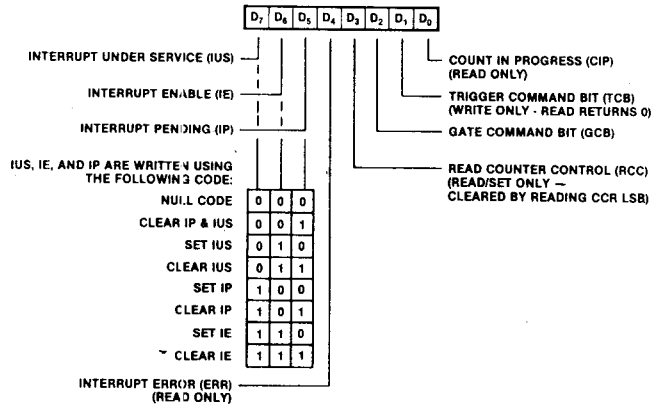 D7 D6 D5 D4 D3 D2 D1 D0
INTERRUPT UNDER SERVICE (IUS)
INTERRUPT ENABLE (IE)
INTERRUPT PENDING (IP)
IUS, IE, AND IP ARE WRITTEN USING
THE FOLLOWING CODE:
NULL CODE 0 0 0
CLEAR IP & IUS 0 0 1
SET IUS 0 1 0
CLEAR IUS 0 1 1
SET IP 1 0 0
CLEAR IP 1 0 1
SET IE 1 1 0
CLEAR IE 1 1 1
INTERRUPT ERROR (ERR)
(READ ONLY)
COUNT IN PROGRESS (CIP)
(READ ONLY)
TRIGGER COMMAND BIT (TCB)
(WRITE ONLY - READ RETURNS 0)
GATE COMMAND BIT (GCB)
READ COUNTER CONTROL (RCC)
(READ/SET ONLY —
CLEARED BY READING CCR LSB)